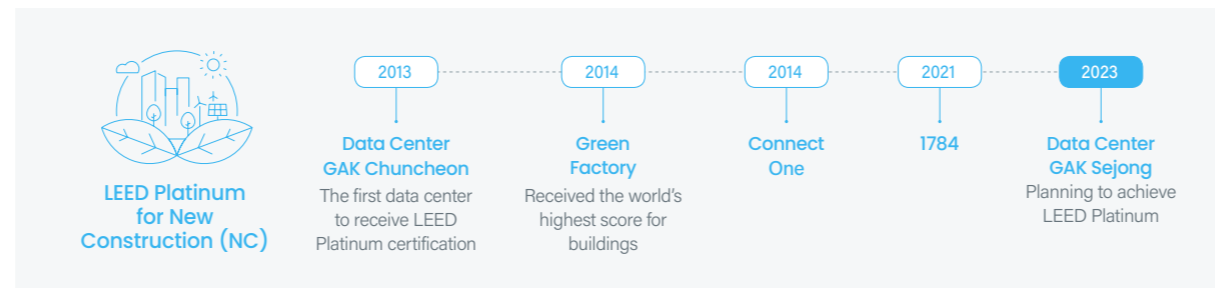 LEED Platinum
for New
Construction (NC)
2013
Data Center
GAK Chuncheon
The first data center
to receive LEED
Platinum certification
2014
Green
Factory
Received the world's
highest score for
buildings
2014
Connect
One
2021
1784
2023
Data Center
GAK Sejong
Planning to achieve
LEED Platinum